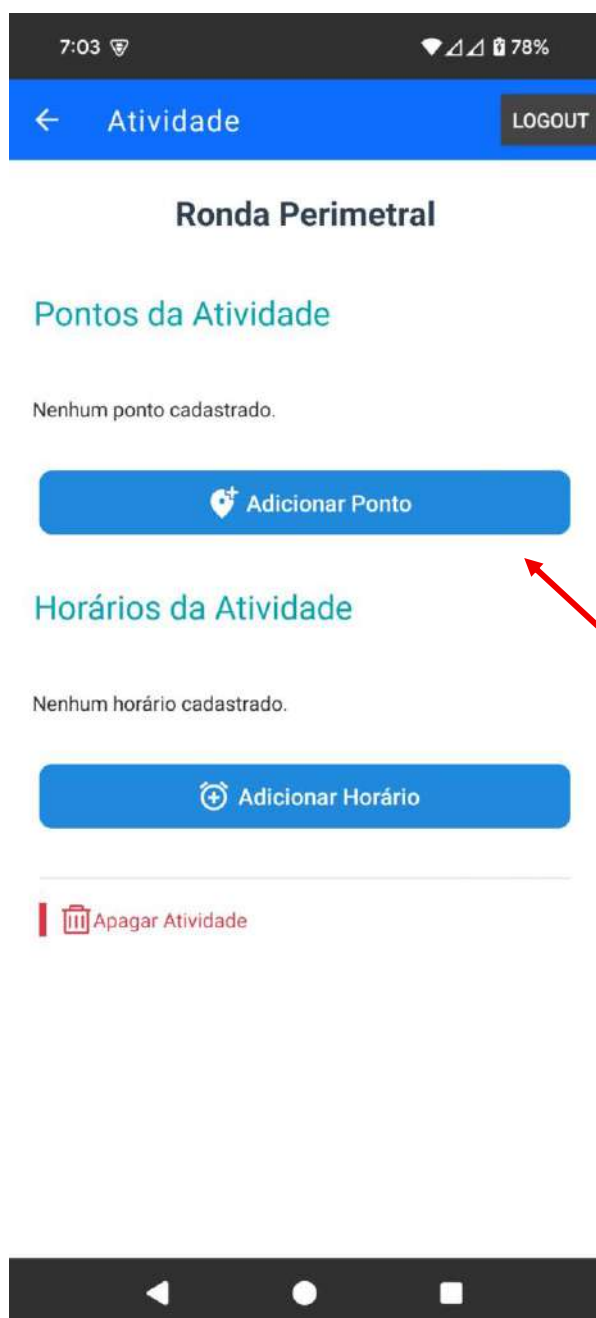 7:03 78%
Atividade LOGOUT
Ronda Perimetral
Pontos da Atividade
Nenhum ponto cadastrado.
Adicionar Ponto
Horários da Atividade
Nenhum horário cadastrado.
Adicionar Horário
Apagar Atividade